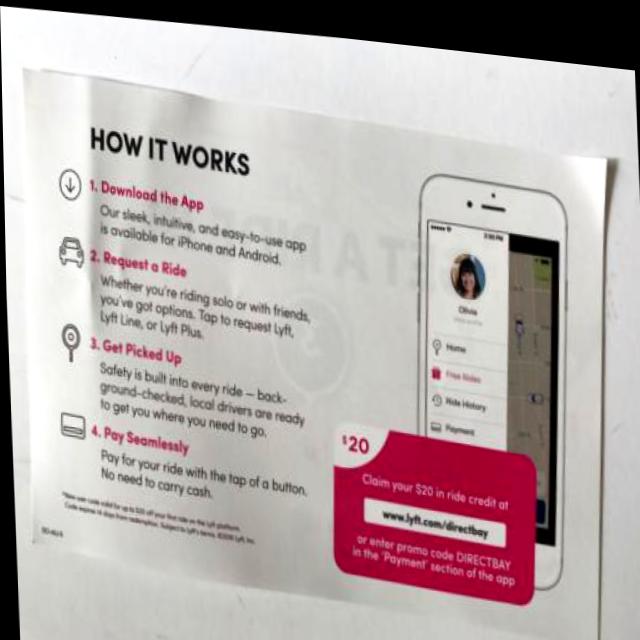 HOW IT WORKS
1. Download the App
Our sleek, intuitive, and easy-to-use app
is available for iPhone and Android.
2. Request a Ride
Whether you're riding solo or with friends,
you've got options. Tap to request Lyft,
Lyft Line, or Lyft Plus.
3. Get Picked Up
Safety is built into every ride — back-
ground-checked, local drivers are ready
to get you where you need to go.
4. Pay Seamlessly
Pay for your ride with the tap of a button.
No need to carry cash.
Olivia
Home
Free Rides
Ride History
Payment
$20
Claim your $20 in ride credit at
www.lyft.com/directbay
or enter promo code DIRECTBAY
in the 'Payment' section of the app